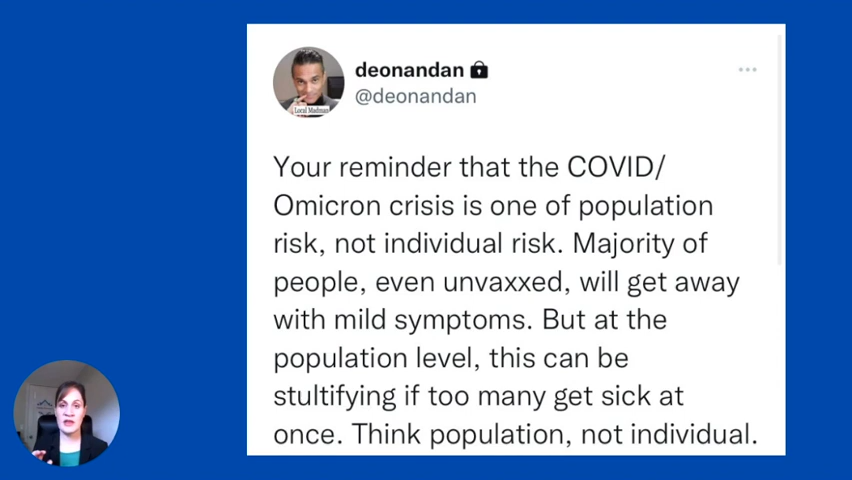 deonandan
@deonandan
Local Madman
Your reminder that the COVID/
Omicron crisis is one of population
risk, not individual risk. Majority of
people, even unvaxxed, will get away
with mild symptoms. But at the
population level, this can be
stultifying if too many get sick at
once. Think population, not individual.